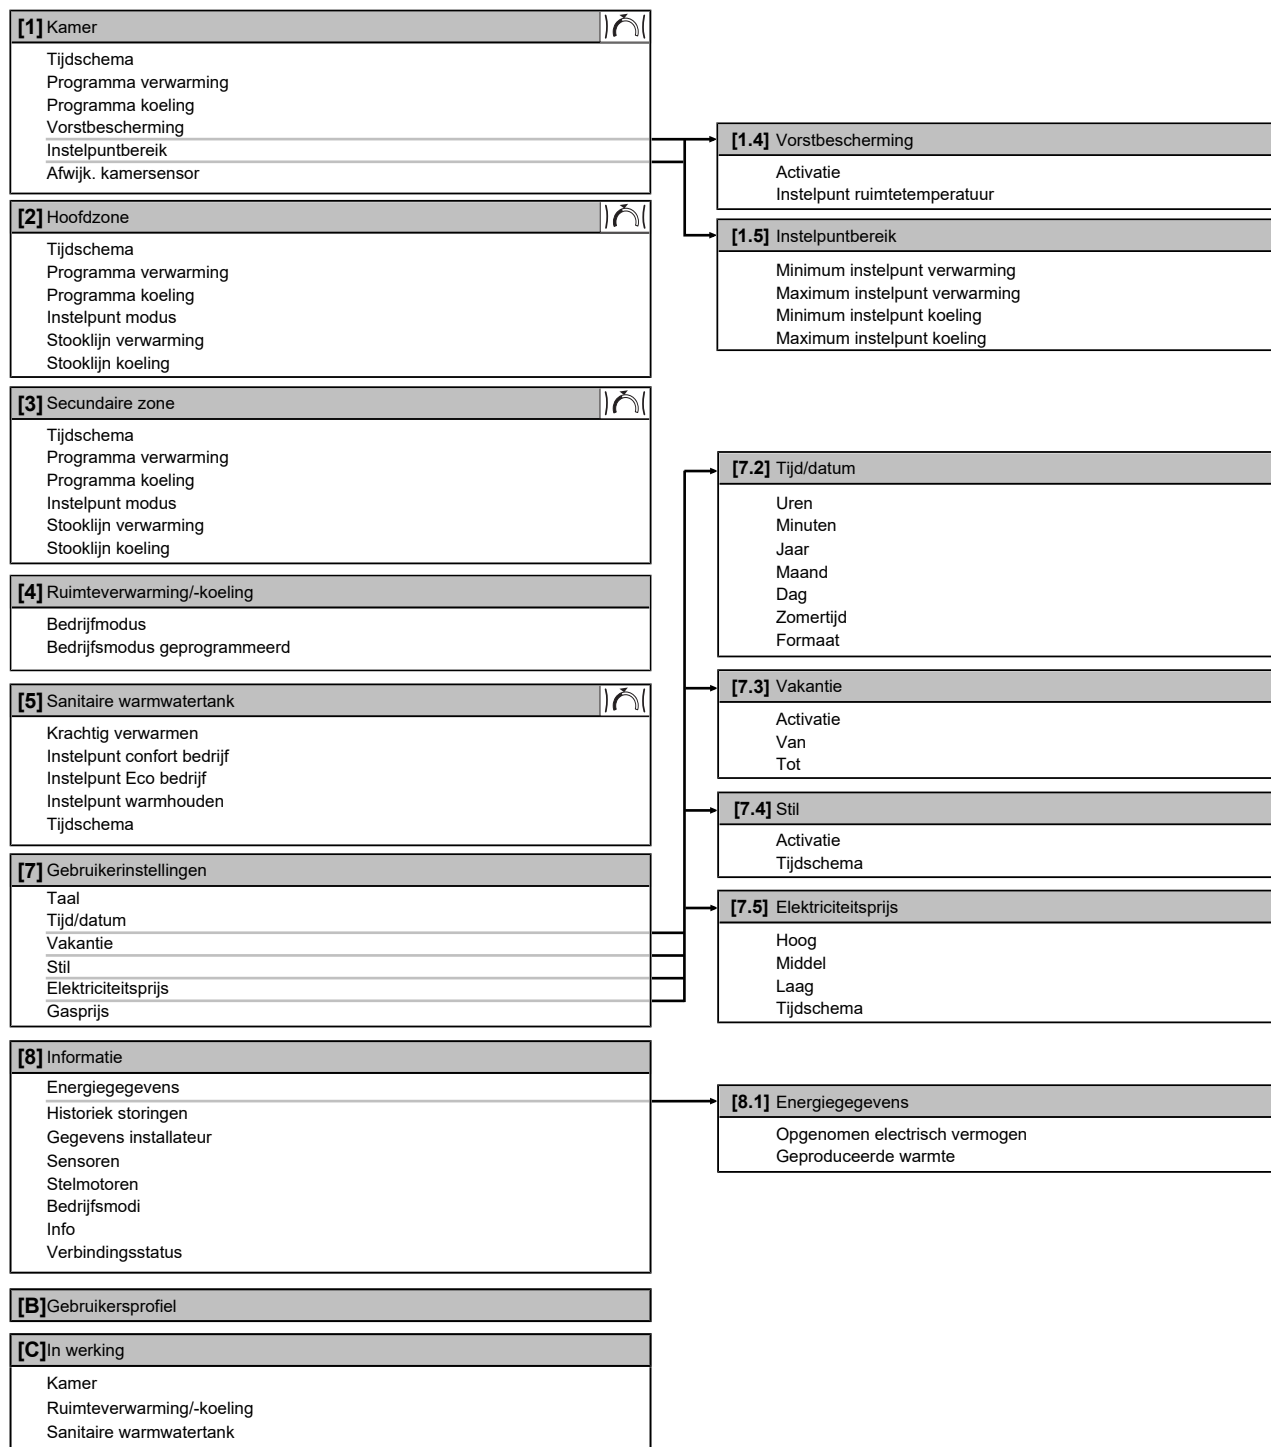 [1] Kamer
Tijdschema
Programma verwarming
Programma koeling
Vorstbescherming
Instelpuntbereik
Afwijk. kamersensor
[1.4] Vorstbescherming
Activatie
Instelpunt ruimtetemperatuur
[1.5] Instelpuntbereik
Minimum instelpunt verwarming
Maximum instelpunt verwarming
Minimum instelpunt koeling
Maximum instelpunt koeling
[2] Hoofdzone
Tijdschema
Programma verwarming
Programma koeling
Instelpunt modus
Stooklijn verwarming
Stooklijn koeling
[3] Secundaire zone
Tijdschema
Programma verwarming
Programma koeling
Instelpunt modus
Stooklijn verwarming
Stooklijn koeling
[4] Ruimteverwarming/-koeling
Bedrijfmodus
Bedrijfsmodus geprogrammeerd
[5] Sanitaire warmwatertank
Krachtig verwarmen
Instelpunt confort bedrijf
Instelpunt Eco bedrijf
Instelpunt warmhouden
Tijdschema
[7] Gebruikerinstellingen
Taal
Tijd/datum
Vakantie
Stil
Elektriciteitsprijs
Gasprijs
[7.2] Tijd/datum
Uren
Minuten
Jaar
Maand
Dag
Zomertijd
Formaat
[7.3] Vakantie
Activatie
Van
Tot
[7.4] Stil
Activatie
Tijdschema
[7.5] Elektriciteitsprijs
Hoog
Middel
Laag
Tijdschema
[8] Informatie
Energiegegevens
Historiek storingen
Gegevens installateur
Sensoren
Stelmotoren
Bedrijfsmodi
Info
Verbindingsstatus
[8.1] Energiegegevens
Opgenomen electrisch vermogen
Geproduceerde warmte
[B] Gebruikersprofiel
[C] In werking
Kamer
Ruimteverwarming/-koeling
Sanitaire warmwatertank